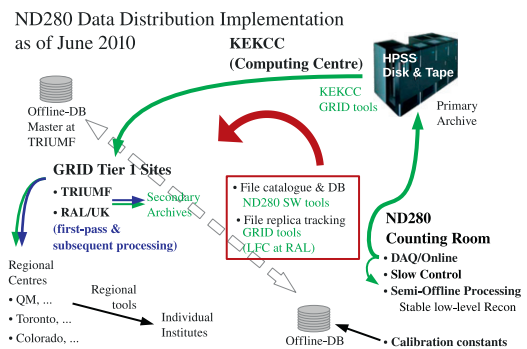 ND280 Data Distribution Implementation
as of June 2010
KEKCC
(Computing Centre)
HPSS
Disk & Tape
KEKCC
GRID tools
Primary
Archive
Offline-DB
Master at
TRIUMF
GRID Tier 1 Sites
• TRIUMF
• RAL/UK
(first-pass &
subsequent processing)
Secondary
Archives
• File catalogue & DB
ND280 SW tools
• File replica tracking
GRID tools
(LFC at RAL)
ND280
Counting Room
• DAQ/Online
• Slow Control
• Semi-Offline Processing
Stable low-level Recon
Regional
Centres
• QM, ...
• Toronto, ...
• Colorado, ...
Regional
tools
Individual
Institutes
Offline-DB
• Calibration constants